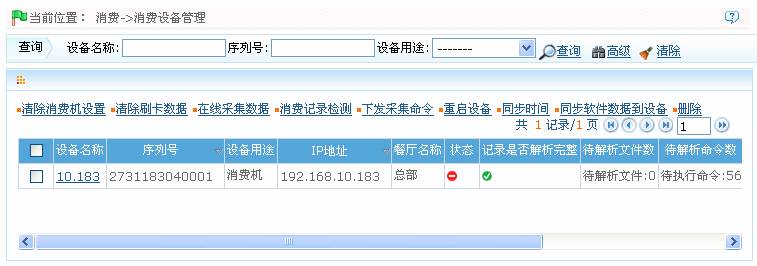 当前位置： 消费->消费设备管理
查询 设备名称: 序列号: 设备用途: ------- 查询 高级 清除
清除消费机设置 清除刷卡数据 在线采集数据 消费记录检测 下发采集命令 重启设备 同步时间 同步软件数据到设备 删除
共 1 记录/1 页 1
设备名称 序列号 设备用途 IP地址 餐厅名称 状态 记录是否解析完整 待解析文件数 待解析命令数
10.183 2731183040001 消费机 192.168.10.183 总部 待解析文件:0 待执行命令:56